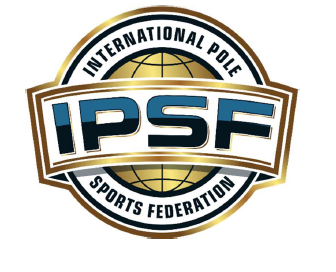 INTERNATIONAL POLE
IPSF
SPORTS FEDERATION